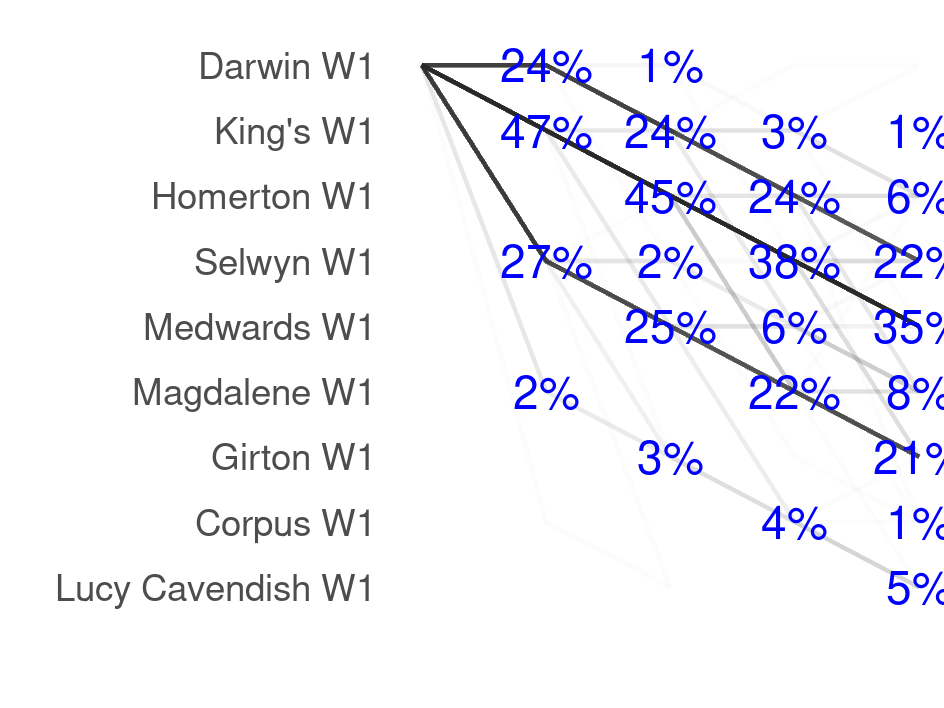 Darwin W1 24% 1%
King's W1 47% 24% 3% 1%
Homerton W1 45% 24% 6%
Selwyn W1 27% 2% 38% 22%
Medwards W1 25% 6% 35%
Magdalene W1 2% 22% 8%
Girton W1 3% 21%
Corpus W1 4% 1%
Lucy Cavendish W1 5%